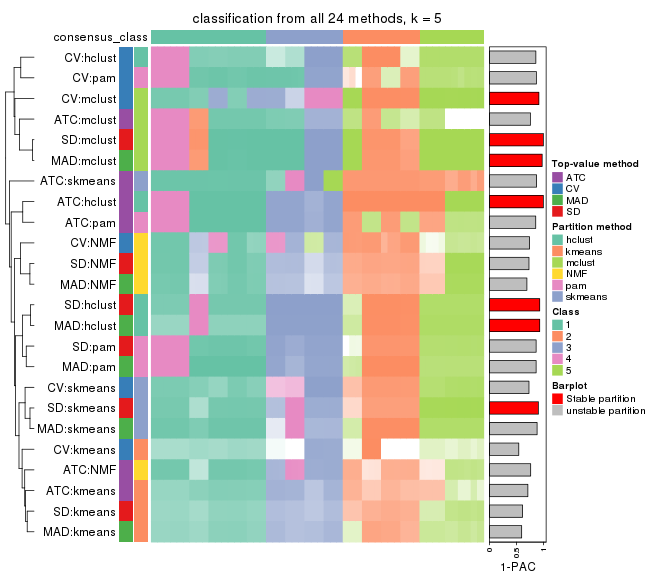 classification from all 24 methods, k = 5
consensus_class
CV:hclust
CV:pam
CV:mclust
ATC:mclust
SD:mclust
MAD:mclust
ATC:skmeans
ATC:hclust
ATC:pam
CV:NMF
SD:NMF
MAD:NMF
SD:hclust
MAD:hclust
SD:pam
MAD:pam
CV:skmeans
SD:skmeans
MAD:skmeans
CV:kmeans
ATC:NMF
ATC:kmeans
SD:kmeans
MAD:kmeans
0
0.5
1
1-PAC
Top-value method
ATC
CV
MAD
SD
Partition method
hclust
kmeans
mclust
NMF
pam
skmeans
Class
1
2
3
4
5
Barplot
Stable partition
unstable partition